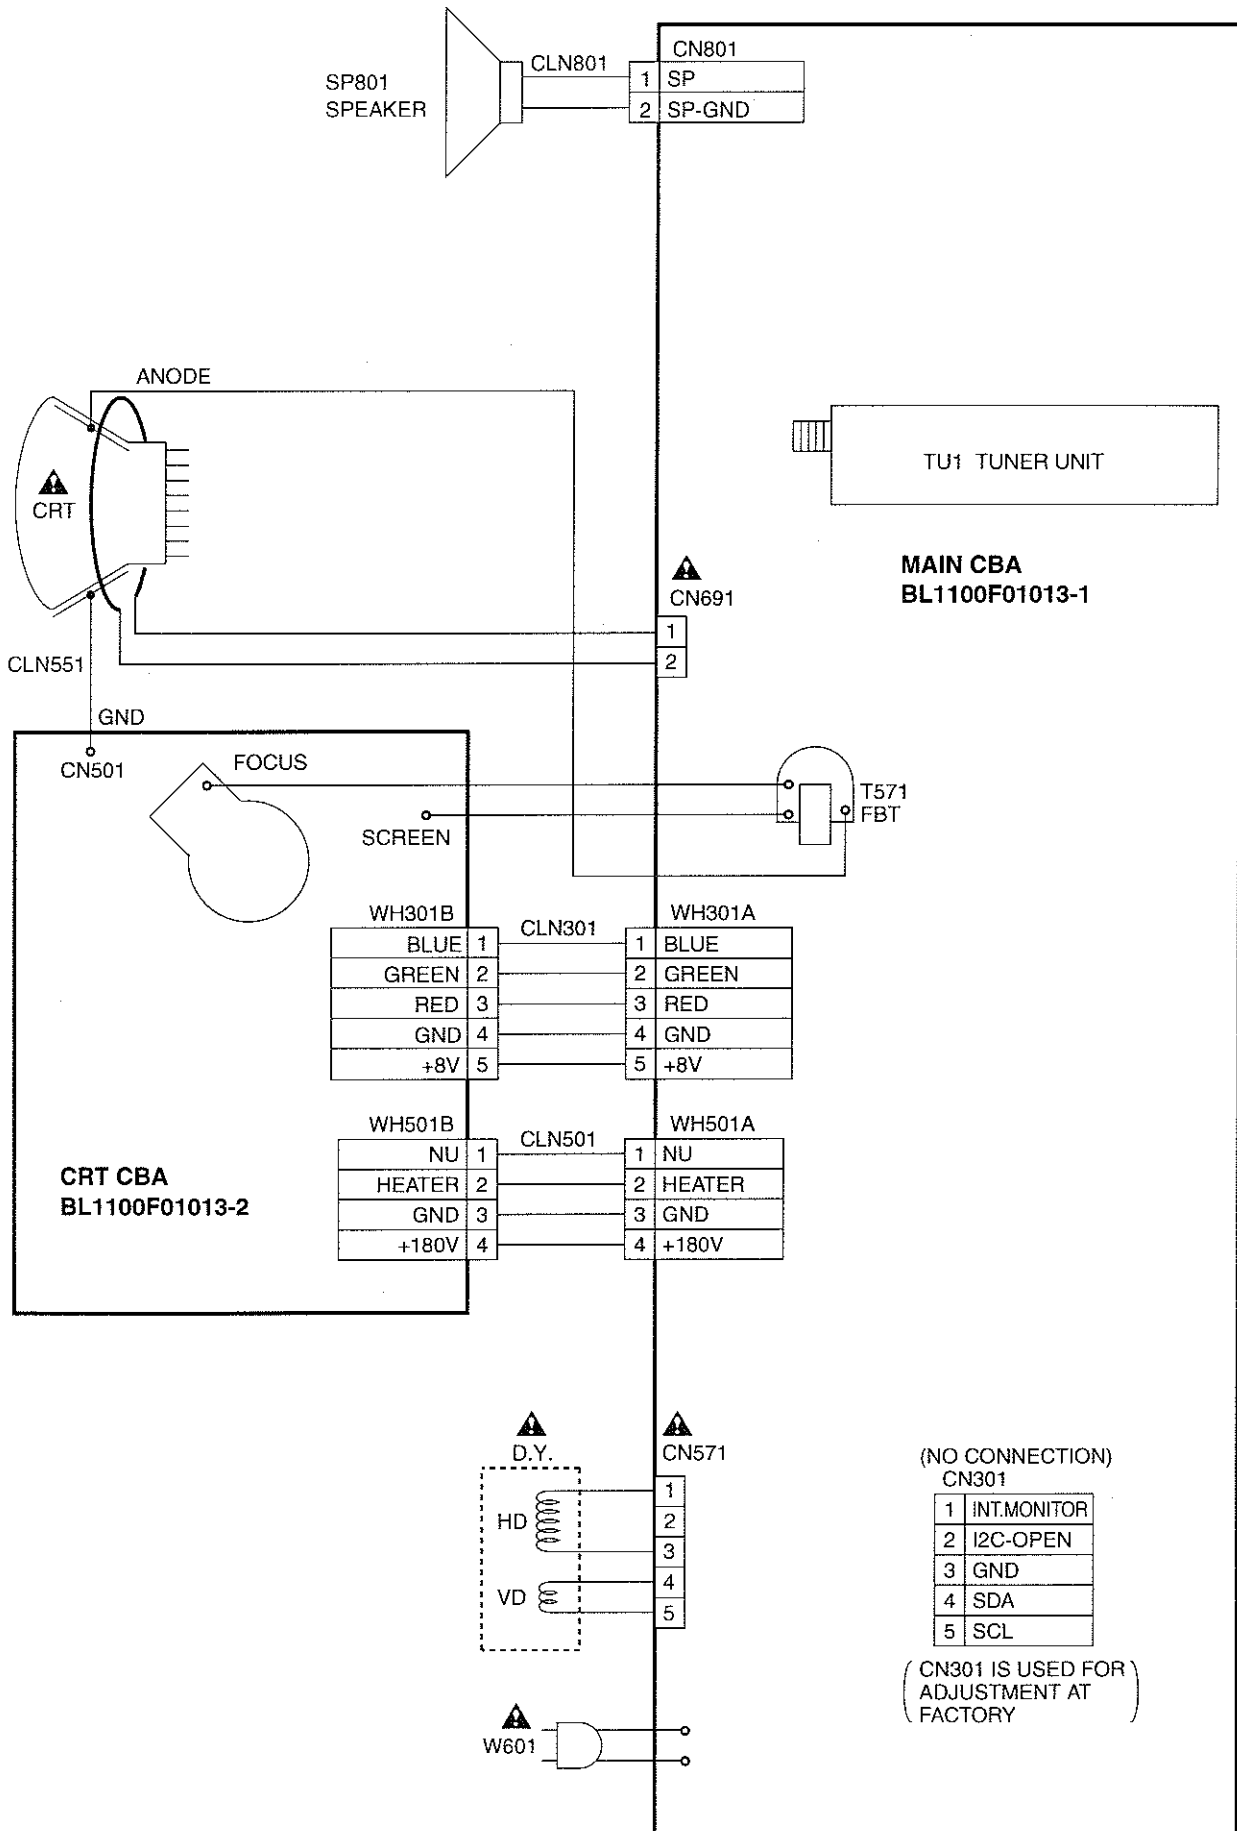 CN801
CLN801
SP801
SPEAKER
1 SP
2 SP-GND
ANODE
TU1 TUNER UNIT
CRT
MAIN CBA
BL1100F01013-1
CN691
1
2
CLN551
GND
CN501
FOCUS
SCREEN
T571
FBT
WH301B
CLN301
WH301A
BLUE 1
1 BLUE
GREEN 2
2 GREEN
RED 3
3 RED
GND 4
4 GND
+8V 5
5 +8V
WH501B
CLN501
WH501A
NU 1
1 NU
HEATER 2
2 HEATER
GND 3
3 GND
+180V 4
4 +180V
CRT CBA
BL1100F01013-2
D.Y.
CN571
HD
VD
1
2
3
4
5
(NO CONNECTION)
CN301
1 INT.MONITOR
2 I2C-OPEN
3 GND
4 SDA
5 SCL
( CN301 IS USED FOR
ADJUSTMENT AT
FACTORY )
W601